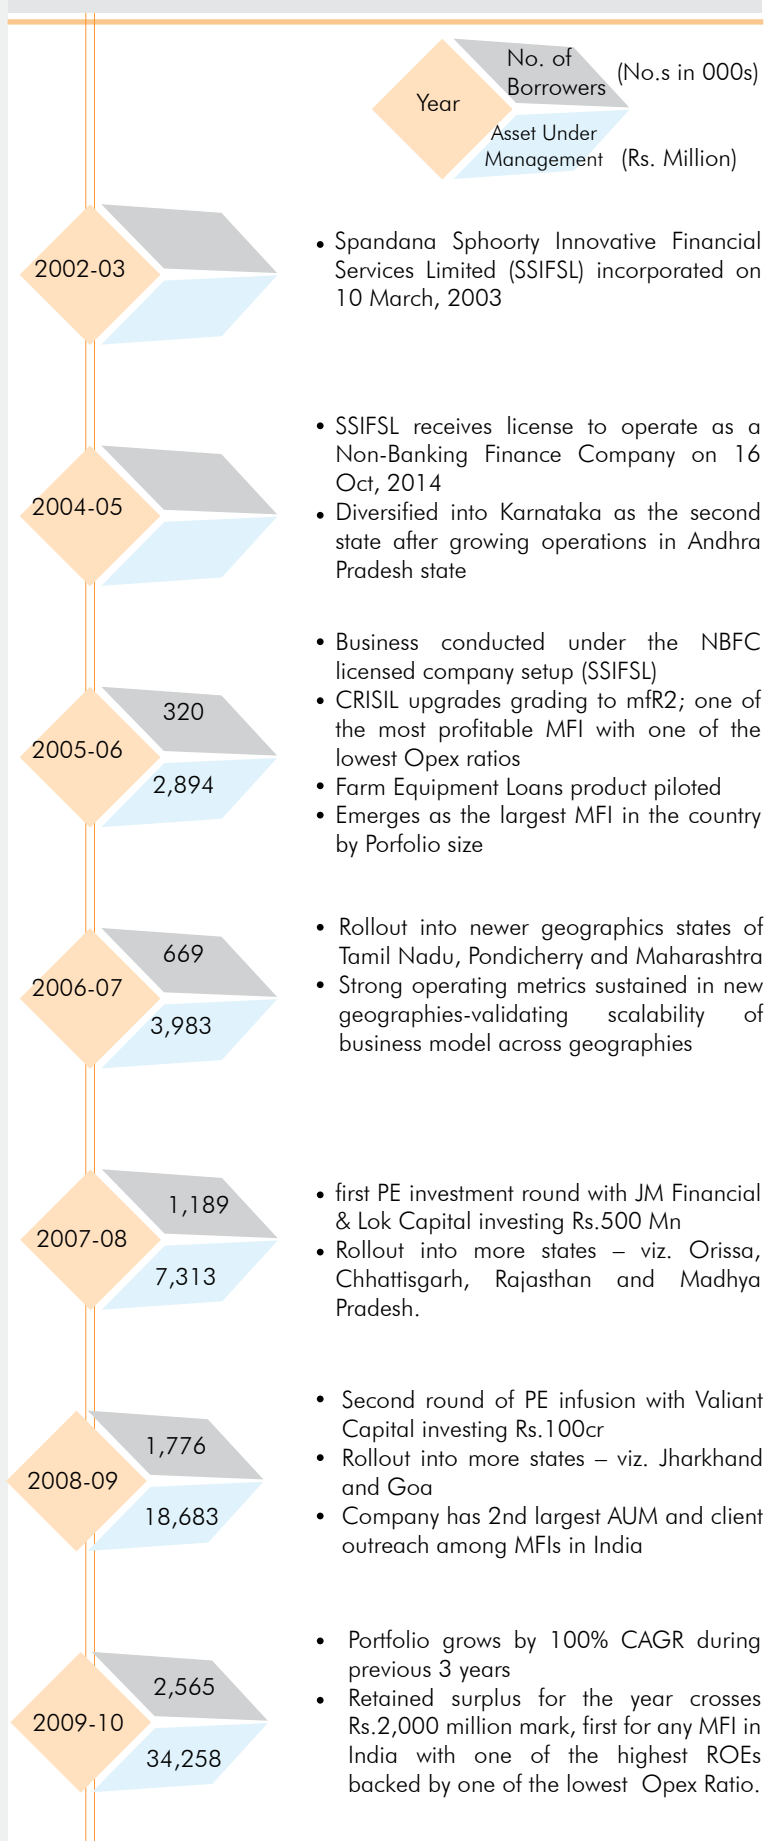 No. of
Borrowers
(No.s in 000s)
Year
Asset Under
Management
(Rs. Million)
2002-03
• Spandana Sphoorty Innovative Financial
Services Limited (SSIFSL) incorporated on
10 March, 2003
2004-05
• SSIFSL receives license to operate as a
Non-Banking Finance Company on 16
Oct, 2014
• Diversified into Karnataka as the second
state after growing operations in Andhra
Pradesh state
2005-06
320
2,894
• Business conducted under the NBFC
licensed company setup (SSIFSL)
• CRISIL upgrades grading to mfR2; one of
the most profitable MFI with one of the
lowest Opex ratios
• Farm Equipment Loans product piloted
• Emerges as the largest MFI in the country
by Porfolio size
2006-07
669
3,983
• Rollout into newer geographics states of
Tamil Nadu, Pondicherry and Maharashtra
• Strong operating metrics sustained in new
geographies-validating scalability of
business model across geographies
2007-08
1,189
7,313
• first PE investment round with JM Financial
& Lok Capital investing Rs.500 Mn
• Rollout into more states – viz. Orissa,
Chhattisgarh, Rajasthan and Madhya
Pradesh.
2008-09
1,776
18,683
• Second round of PE infusion with Valiant
Capital investing Rs.100cr
• Rollout into more states – viz. Jharkhand
and Goa
• Company has 2nd largest AUM and client
outreach among MFIs in India
2009-10
2,565
34,258
• Portfolio grows by 100% CAGR during
previous 3 years
• Retained surplus for the year crosses
Rs.2,000 million mark, first for any MFI in
India with one of the highest ROEs
backed by one of the lowest Opex Ratio.